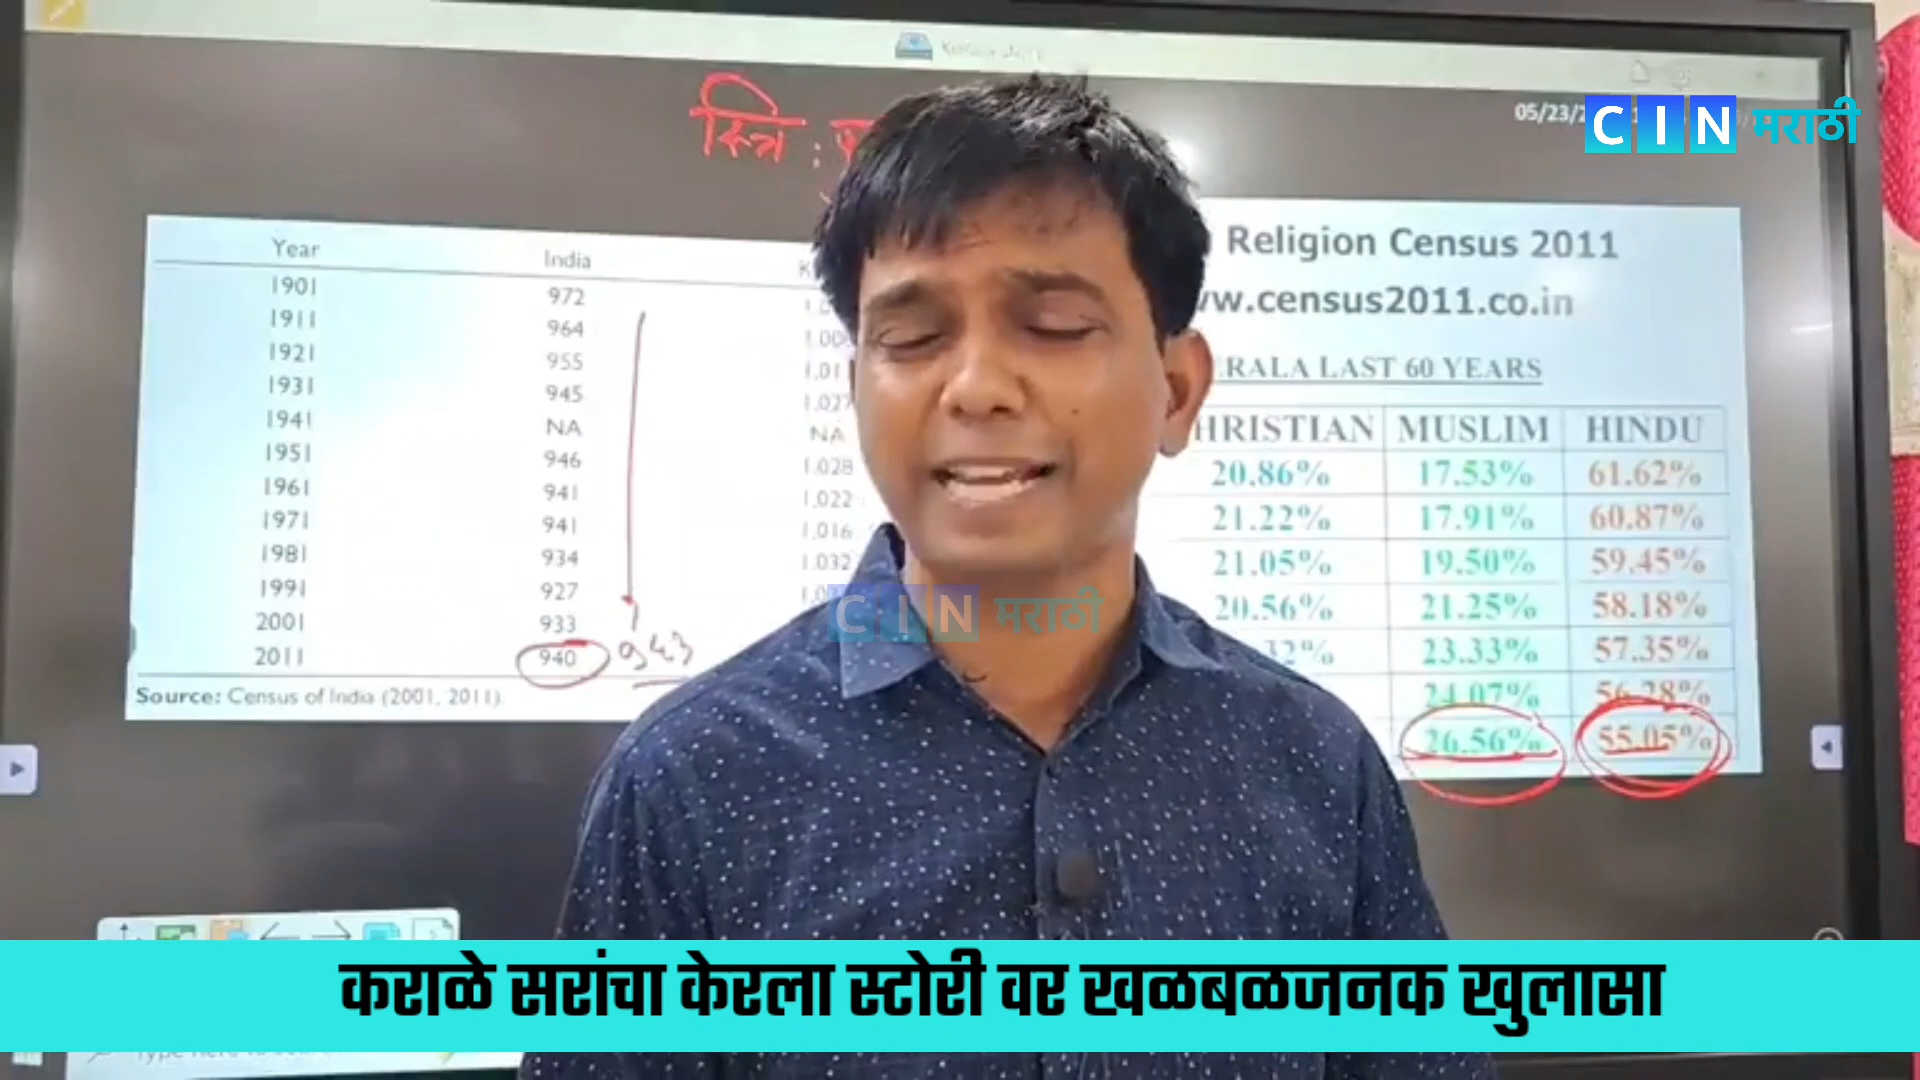 स्त्रि :
05/23/2
CIN मराठी
Year India
1901 972
1911 964
1921 955
1931 945 1,027
1941 NA NA
1951 946 1.028
1961 941 1.022
1971 941 1.016
1981 934 1.032
1991 927
2001 933
2011 940 943
Source: Census of India (2001, 2011).
Religion Census 2011
w.census2011.co.in
RALA LAST 60 YEARS
HRISTIAN MUSLIM HINDU
20.86% 17.53% 61.62%
21.22% 17.91% 60.87%
21.05% 19.50% 59.45%
20.56% 21.25% 58.18%
32% 23.33% 57.35%
24.07% 56.28%
26.56% 55.05%
CIN मराठी
कराळे सरांचा केरला स्टोरी वर खळबळजनक खुलासा